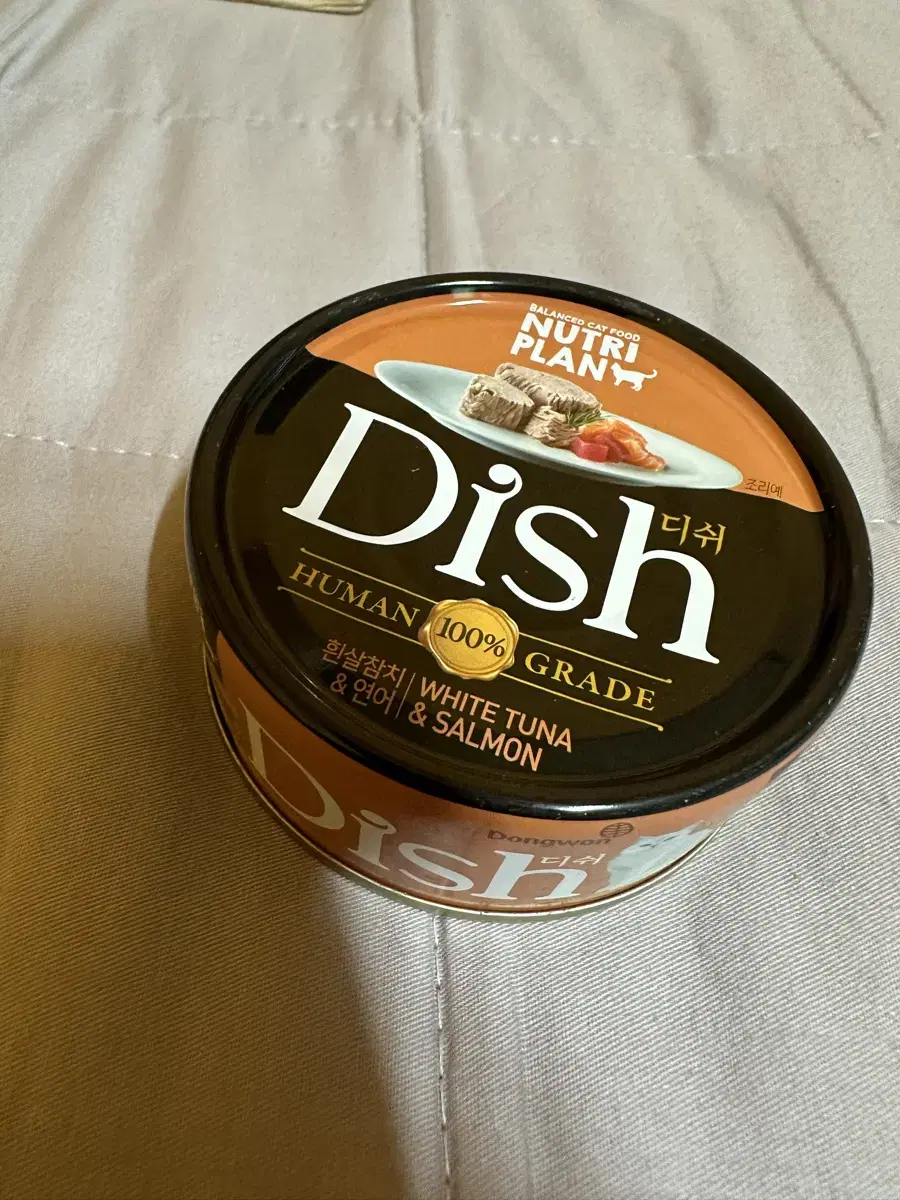 BALANCED CAT FOOD
NUTRI
PLAN
조리예
Dish
디쉬
HUMAN 100% GRADE
흰살참치
& 연어
WHITE TUNA
& SALMON
Dongwon
Dish
디쉬